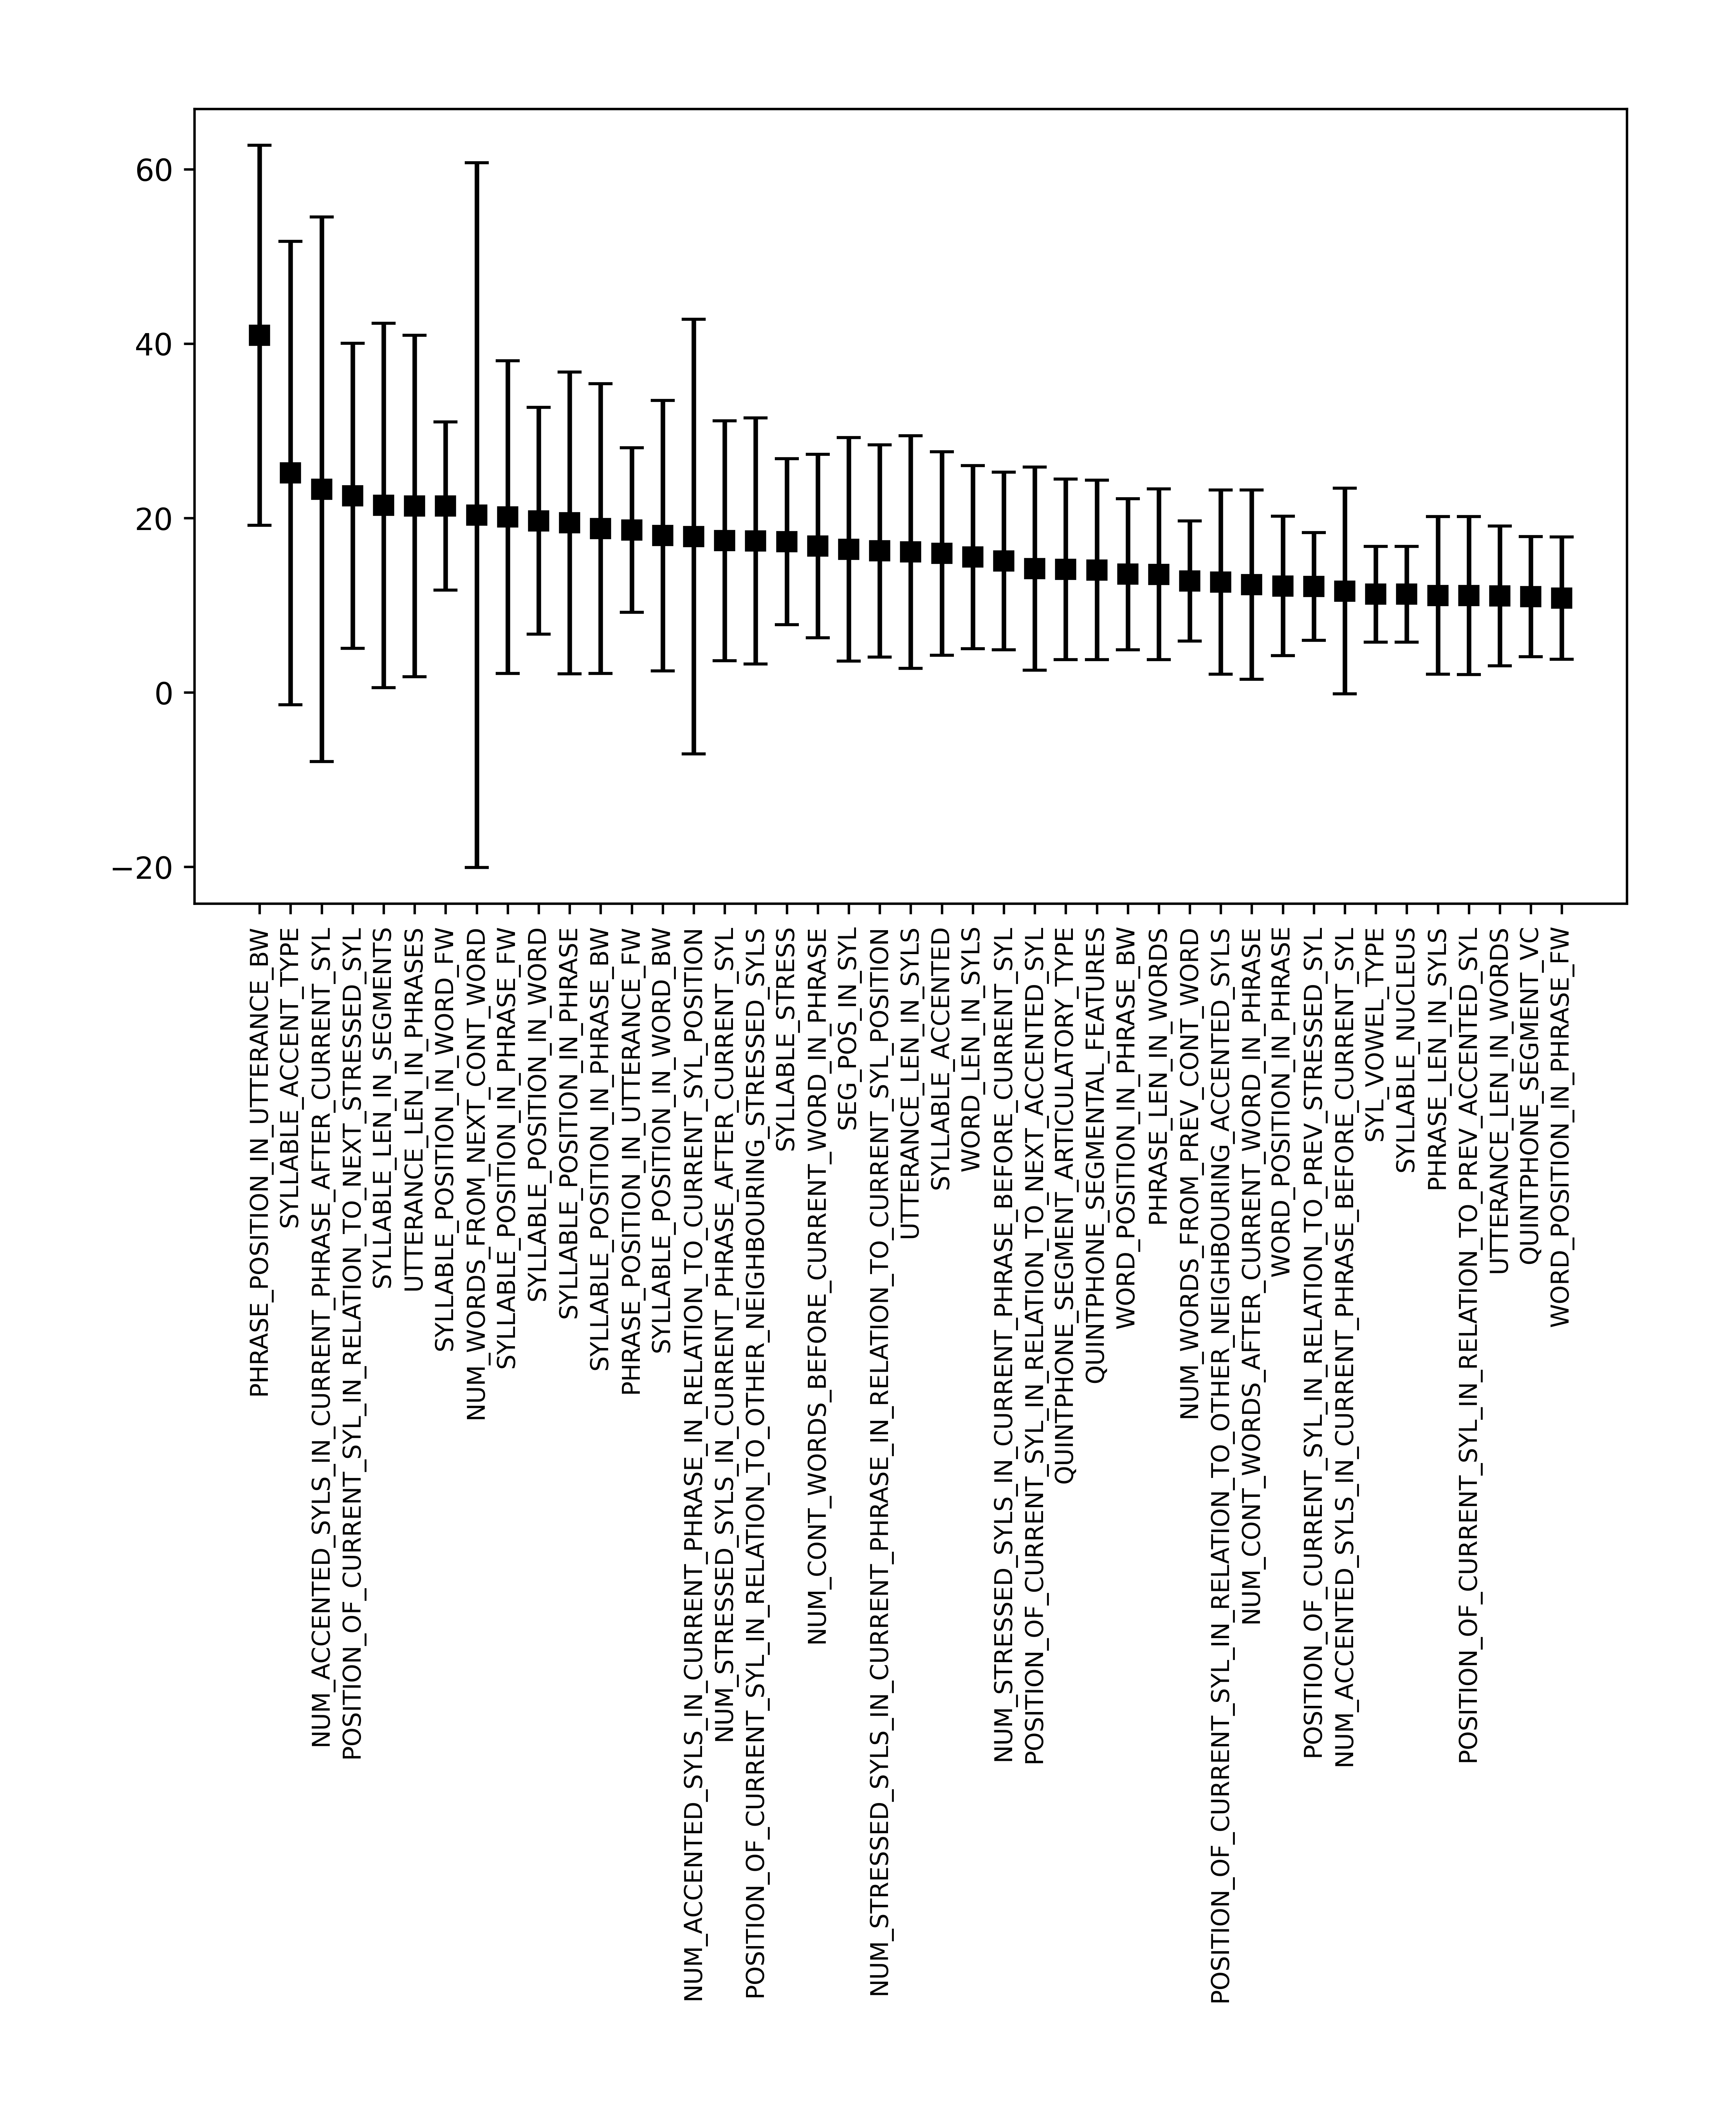 60
40
20
0
−20
PHRASE_POSITION_IN_UTTERANCE_BW
SYLLABLE_ACCENT_TYPE
NUM_ACCENTED_SYLS_IN_CURRENT_PHRASE_AFTER_CURRENT_SYL
POSITION_OF_CURRENT_SYL_IN_RELATION_TO_NEXT_STRESSED_SYL
SYLLABLE_LEN_IN_SEGMENTS
UTTERANCE_LEN_IN_PHRASES
SYLLABLE_POSITION_IN_WORD_FW
NUM_WORDS_FROM_NEXT_CONT_WORD
SYLLABLE_POSITION_IN_PHRASE_FW
SYLLABLE_POSITION_IN_WORD
SYLLABLE_POSITION_IN_PHRASE
SYLLABLE_POSITION_IN_PHRASE_BW
PHRASE_POSITION_IN_UTTERANCE_FW
SYLLABLE_POSITION_IN_WORD_BW
NUM_ACCENTED_SYLS_IN_CURRENT_PHRASE_IN_RELATION_TO_CURRENT_SYL_POSITION
NUM_STRESSED_SYLS_IN_CURRENT_PHRASE_AFTER_CURRENT_SYL
POSITION_OF_CURRENT_SYL_IN_RELATION_TO_OTHER_NEIGHBOURING_STRESSED_SYLS
SYLLABLE_STRESS
NUM_CONT_WORDS_BEFORE_CURRENT_WORD_IN_PHRASE
SEG_POS_IN_SYL
NUM_STRESSED_SYLS_IN_CURRENT_PHRASE_IN_RELATION_TO_CURRENT_SYL_POSITION
UTTERANCE_LEN_IN_SYLS
SYLLABLE_ACCENTED
WORD_LEN_IN_SYLS
NUM_STRESSED_SYLS_IN_CURRENT_PHRASE_BEFORE_CURRENT_SYL
POSITION_OF_CURRENT_SYL_IN_RELATION_TO_NEXT_ACCENTED_SYL
QUINTPHONE_SEGMENT_ARTICULATORY_TYPE
QUINTPHONE_SEGMENTAL_FEATURES
WORD_POSITION_IN_PHRASE_BW
PHRASE_LEN_IN_WORDS
NUM_WORDS_FROM_PREV_CONT_WORD
POSITION_OF_CURRENT_SYL_IN_RELATION_TO_OTHER_NEIGHBOURING_ACCENTED_SYLS
NUM_CONT_WORDS_AFTER_CURRENT_WORD_IN_PHRASE
WORD_POSITION_IN_PHRASE
POSITION_OF_CURRENT_SYL_IN_RELATION_TO_PREV_STRESSED_SYL
NUM_ACCENTED_SYLS_IN_CURRENT_PHRASE_BEFORE_CURRENT_SYL
SYL_VOWEL_TYPE
SYLLABLE_NUCLEUS
PHRASE_LEN_IN_SYLS
POSITION_OF_CURRENT_SYL_IN_RELATION_TO_PREV_ACCENTED_SYL
UTTERANCE_LEN_IN_WORDS
QUINTPHONE_SEGMENT_VC
WORD_POSITION_IN_PHRASE_FW